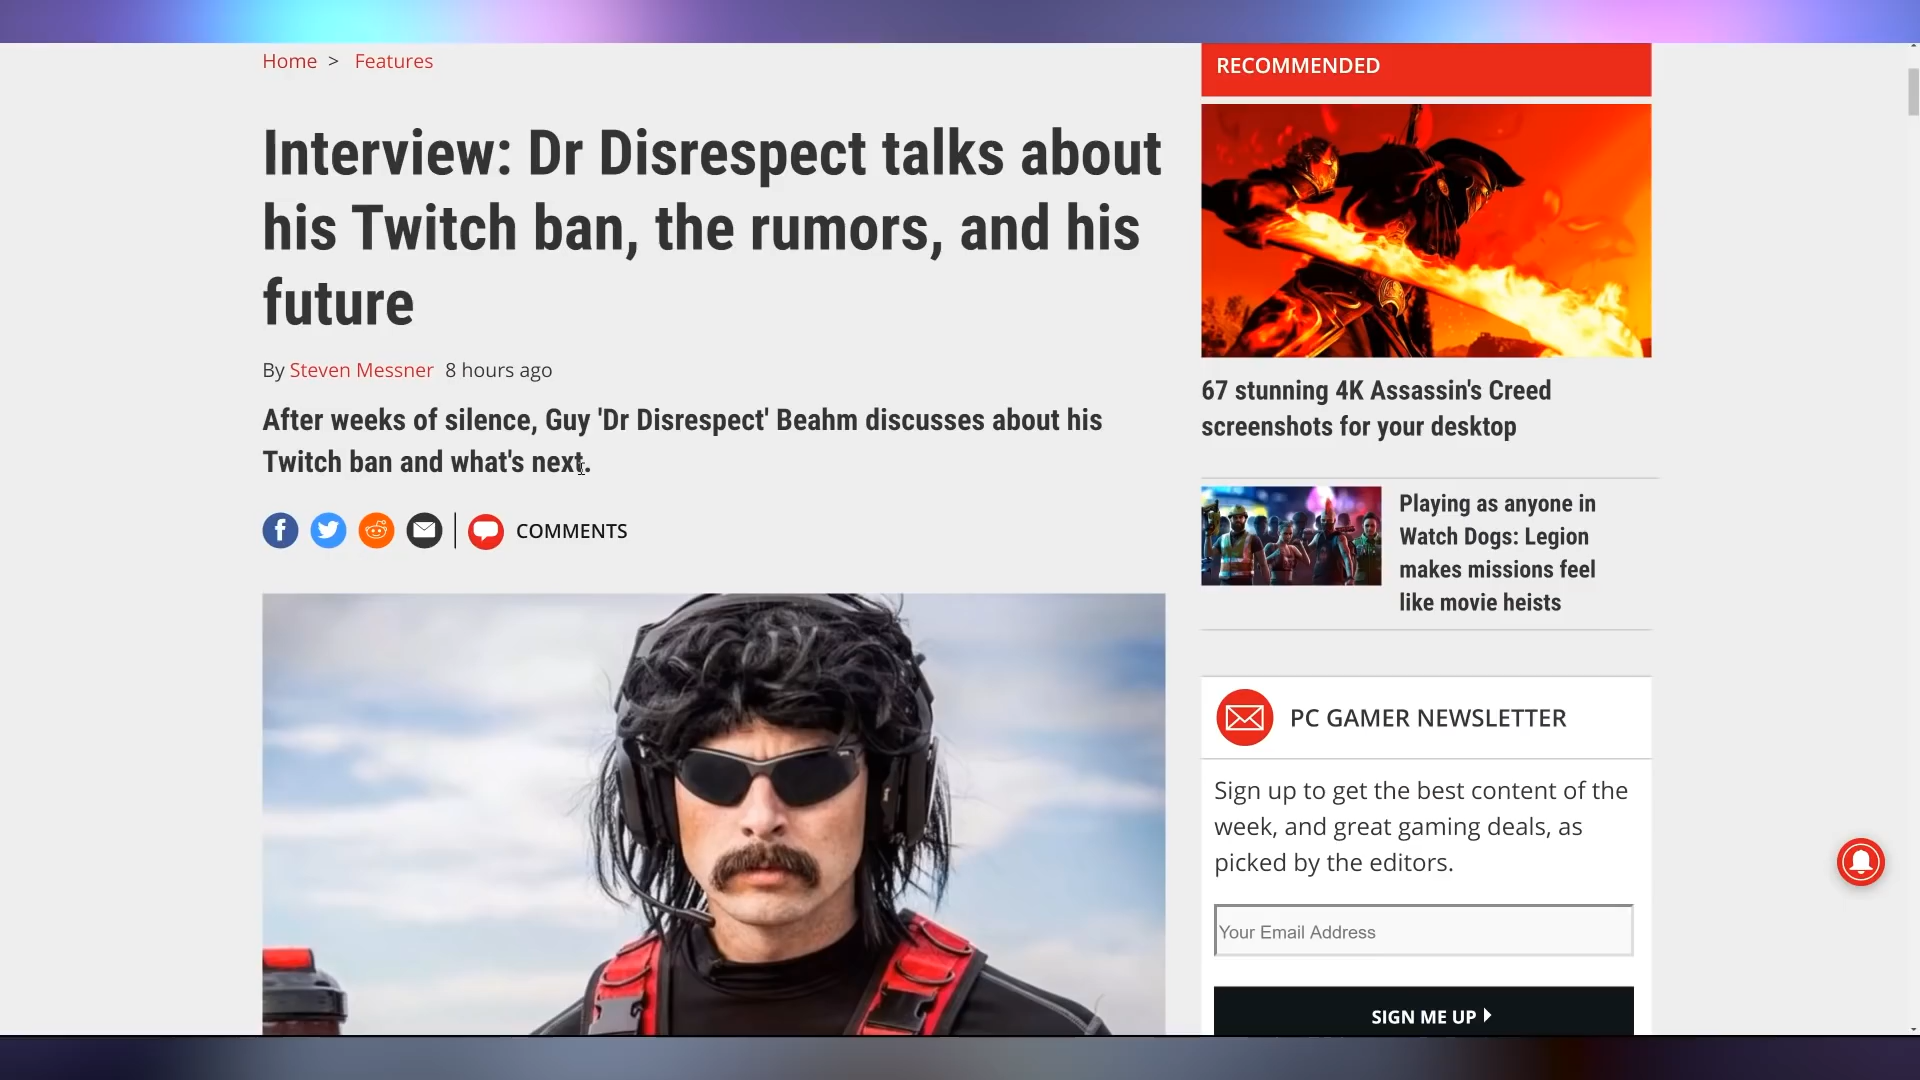 Home > Features
Interview: Dr Disrespect talks about
his Twitch ban, the rumors, and his
future
By Steven Messner 8 hours ago
After weeks of silence, Guy 'Dr Disrespect' Beahm discusses about his
Twitch ban and what's next.
COMMENTS
RECOMMENDED
67 stunning 4K Assassin's Creed
screenshots for your desktop
Playing as anyone in
Watch Dogs: Legion
makes missions feel
like movie heists
PC GAMER NEWSLETTER
Sign up to get the best content of the
week, and great gaming deals, as
picked by the editors.
Your Email Address
SIGN ME UP